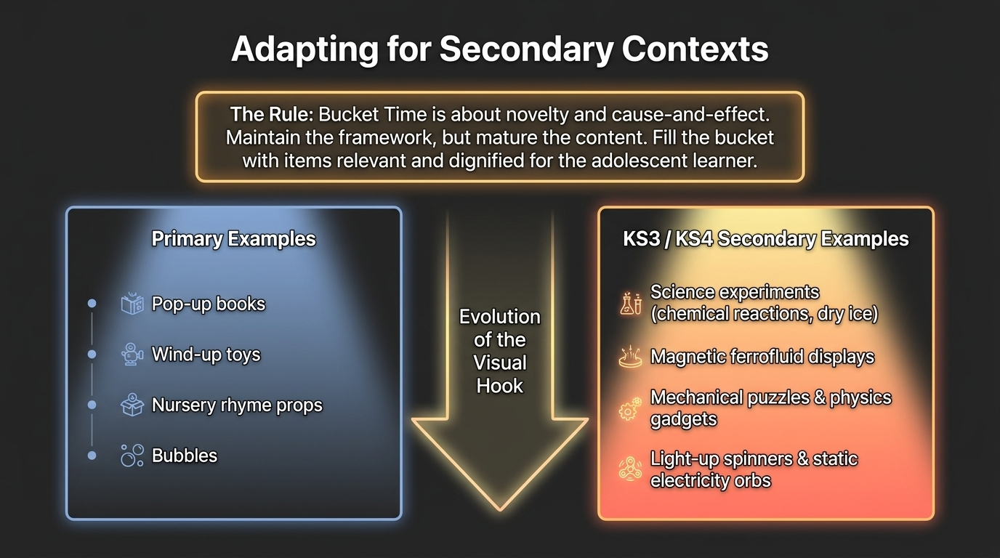 Adapting for Secondary Contexts
The Rule: Bucket Time is about novelty and cause-and-effect.
Maintain the framework, but mature the content. Fill the bucket
with items relevant and dignified for the adolescent learner.
Primary Examples
Pop-up books
Wind-up toys
Nursery rhyme props
Bubbles
Evolution
of the
Visual
Hook
KS3 / KS4 Secondary Examples
Science experiments
(chemical reactions, dry ice)
Magnetic ferrofluid displays
Mechanical puzzles & physics
gadgets
Light-up spinners & static
electricity orbs